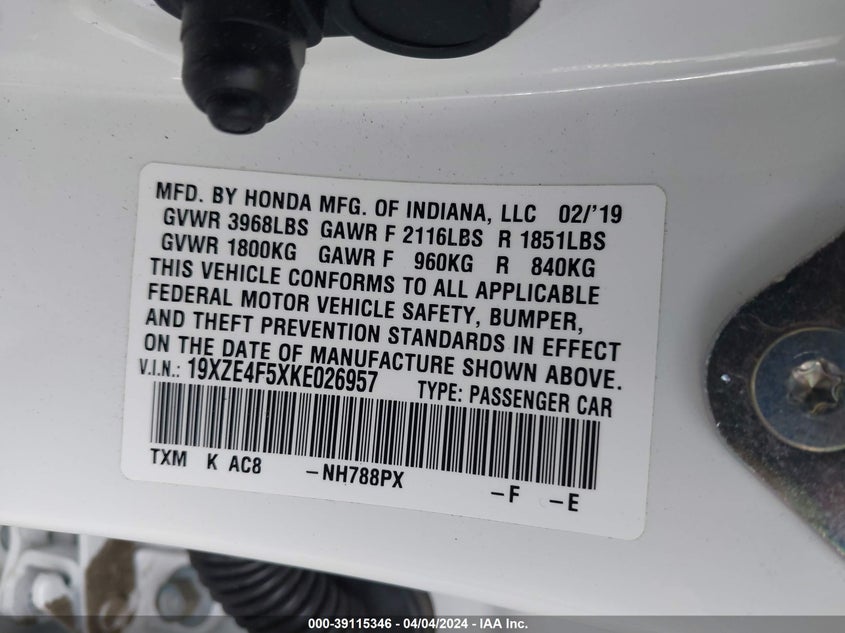 MFD. BY HONDA MFG. OF INDIANA, LLC 02/'19
GVWR 3968LBS GAWR F 2116LBS R 1851LBS
GVWR 1800KG GAWR F 960KG R 840KG
THIS VEHICLE CONFORMS TO ALL APPLICABLE
FEDERAL MOTOR VEHICLE SAFETY, BUMPER,
AND THEFT PREVENTION STANDARDS IN EFFECT
ON THE DATE OF MANUFACTURE SHOWN ABOVE.
V.I.N.: 19XZE4F5XKE026957 TYPE: PASSENGER CAR
TXM K AC8 -NH788PX -F -E
000-39115346 - 04/04/2024 - IAA Inc.